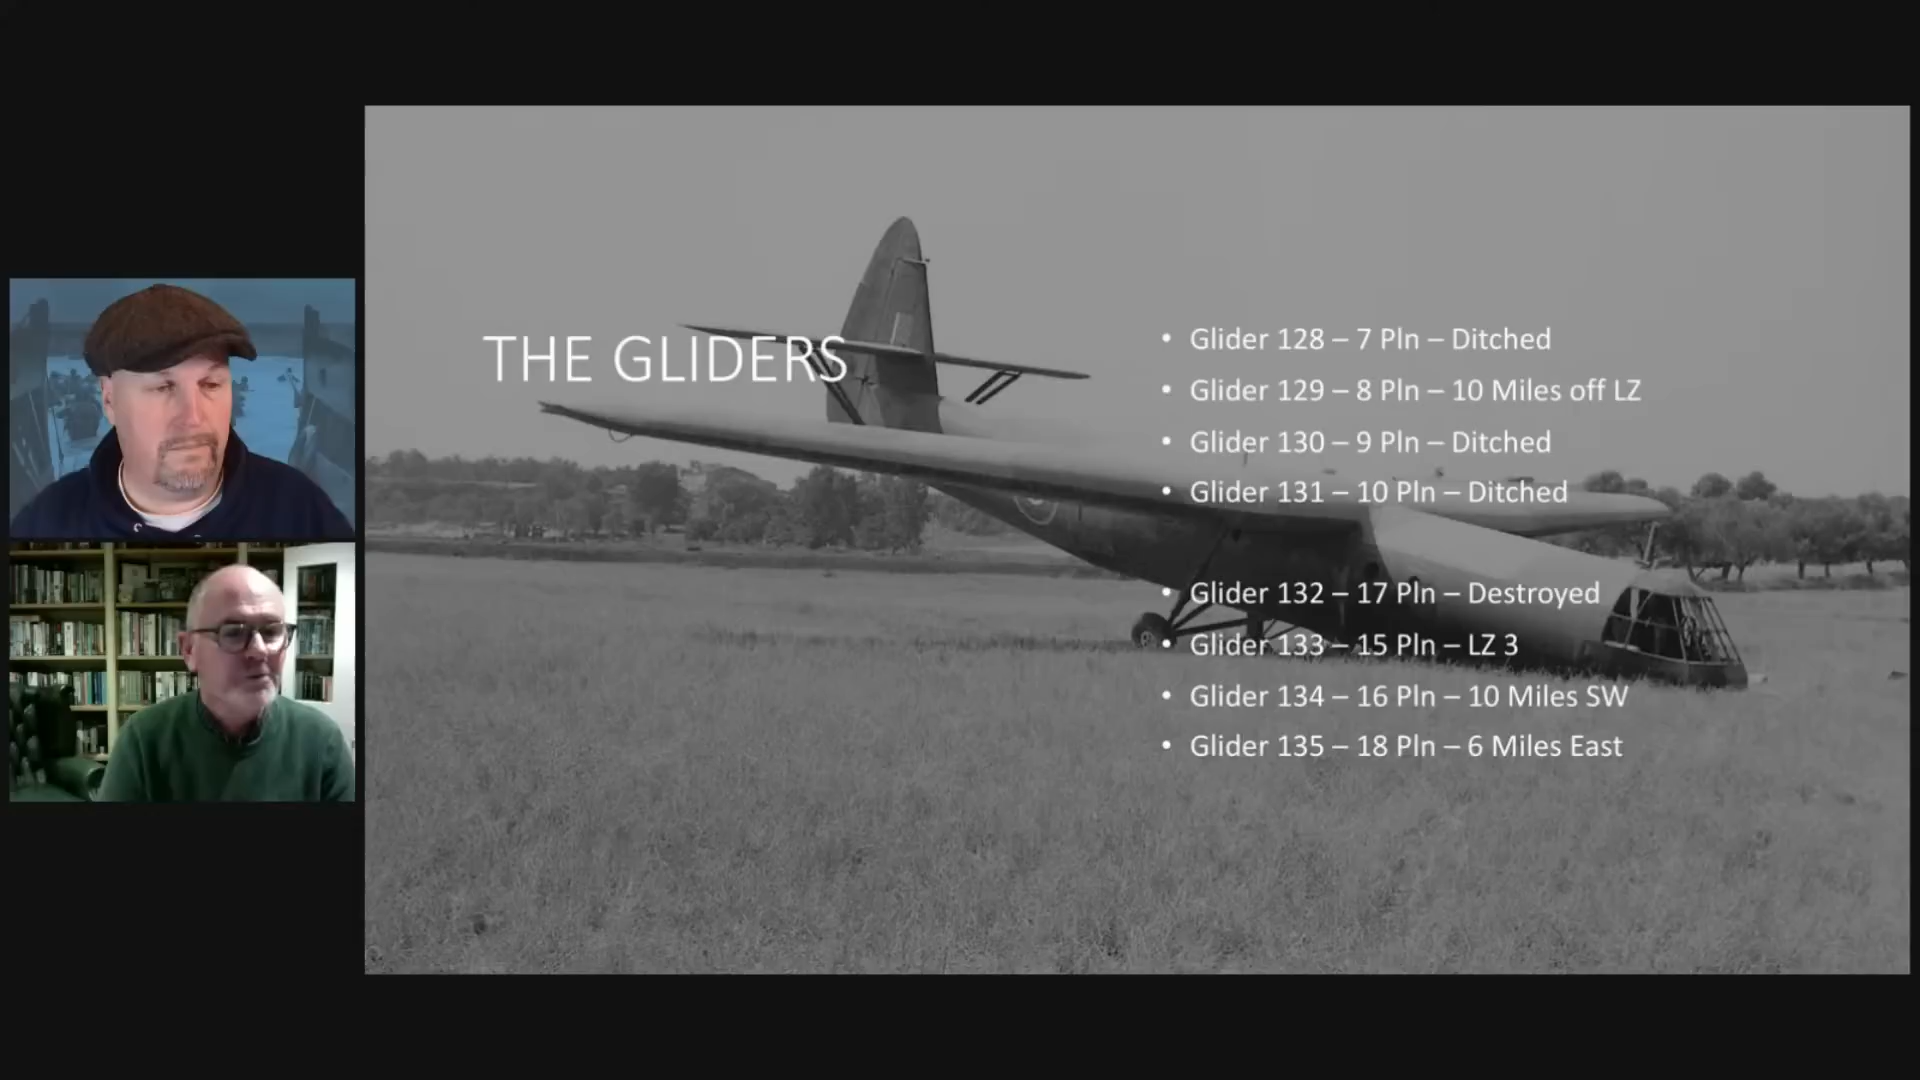 THE GLIDERS
• Glider 128 – 7 Pln – Ditched
• Glider 129 – 8 Pln – 10 Miles off LZ
• Glider 130 – 9 Pln – Ditched
• Glider 131 – 10 Pln – Ditched
• Glider 132 – 17 Pln – Destroyed
• Glider 133 – 15 Pln – LZ 3
• Glider 134 – 16 Pln – 10 Miles SW
• Glider 135 – 18 Pln – 6 Miles East